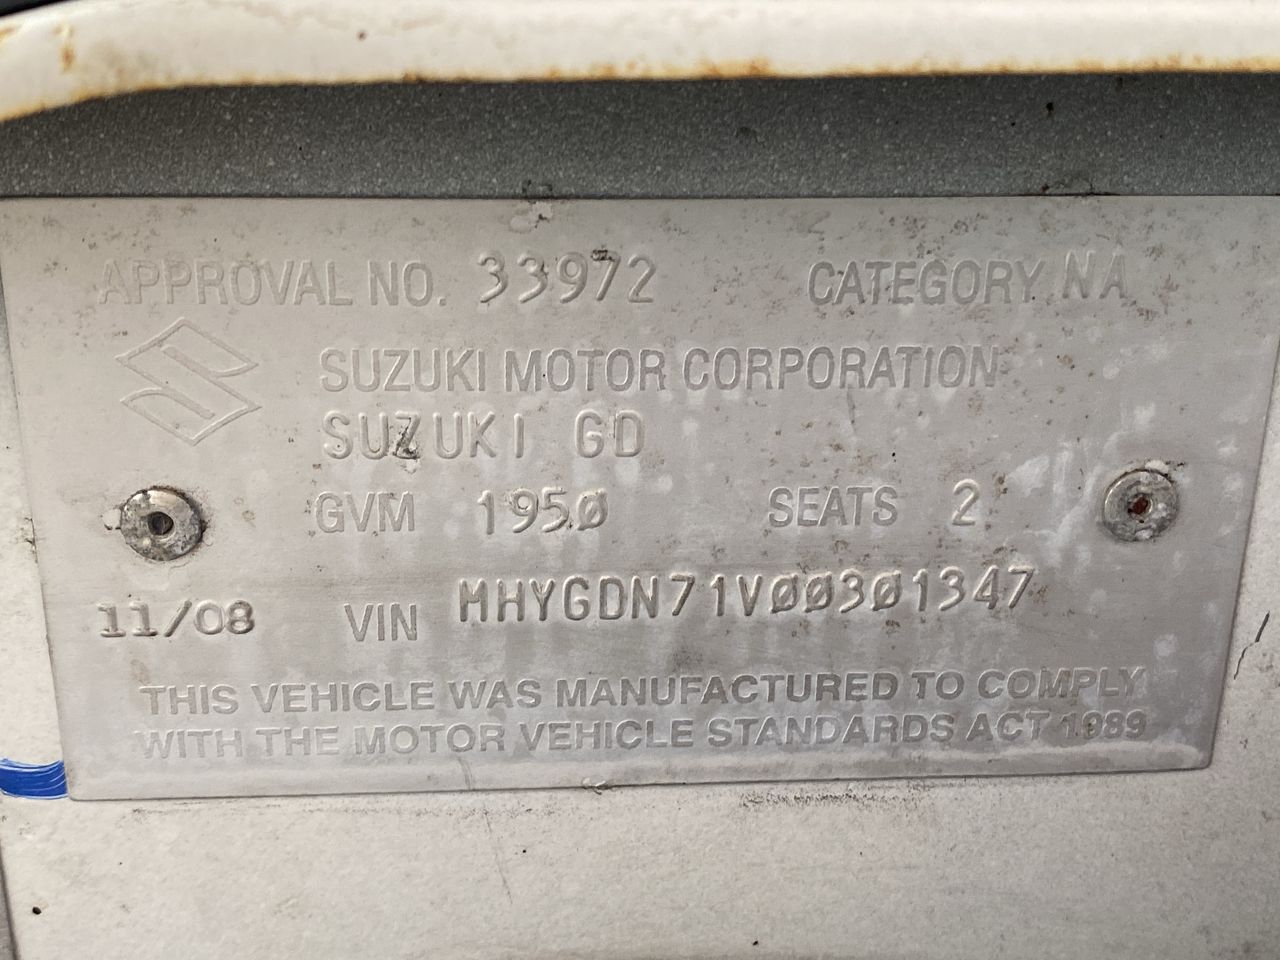 APPROVAL NO. 33972 CATEGORY NA
SUZUKI MOTOR CORPORATION
SUZUKI GD
GVM 1950 SEATS 2
11/08 VIN MHYGDN71V00301347
THIS VEHICLE WAS MANUFACTURED TO COMPLY
WITH THE MOTOR VEHICLE STANDARDS ACT 1989